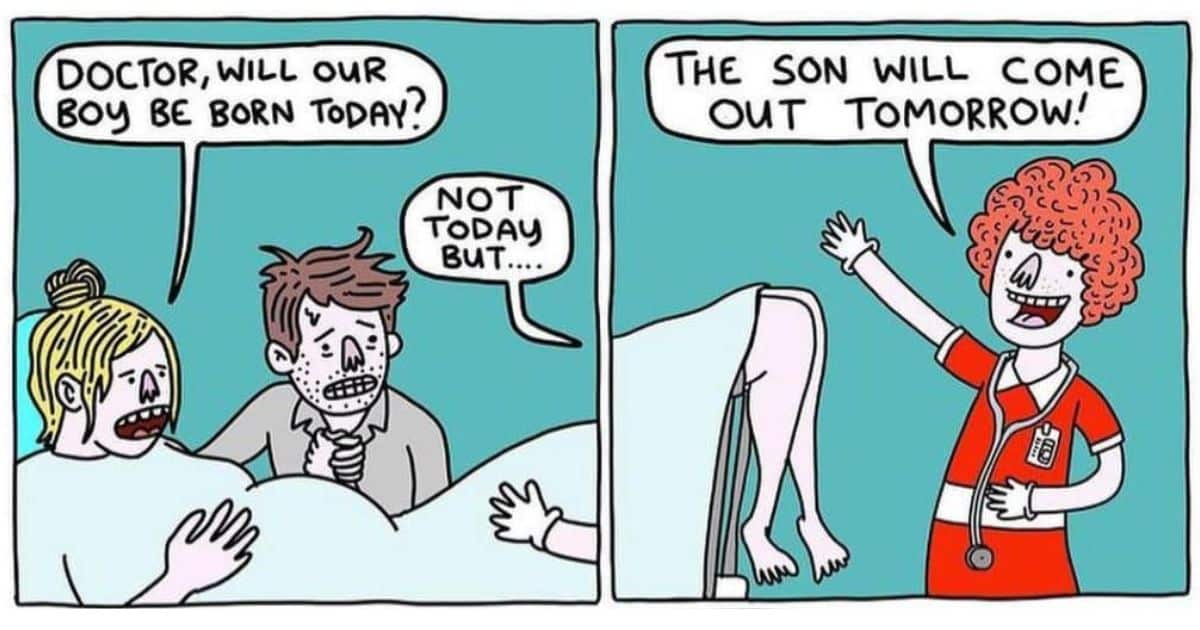 DOCTOR, WILL OUR
BOY BE BORN TODAY?
NOT
TODAY
BUT....
THE SON WILL COME
OUT TOMORROW!